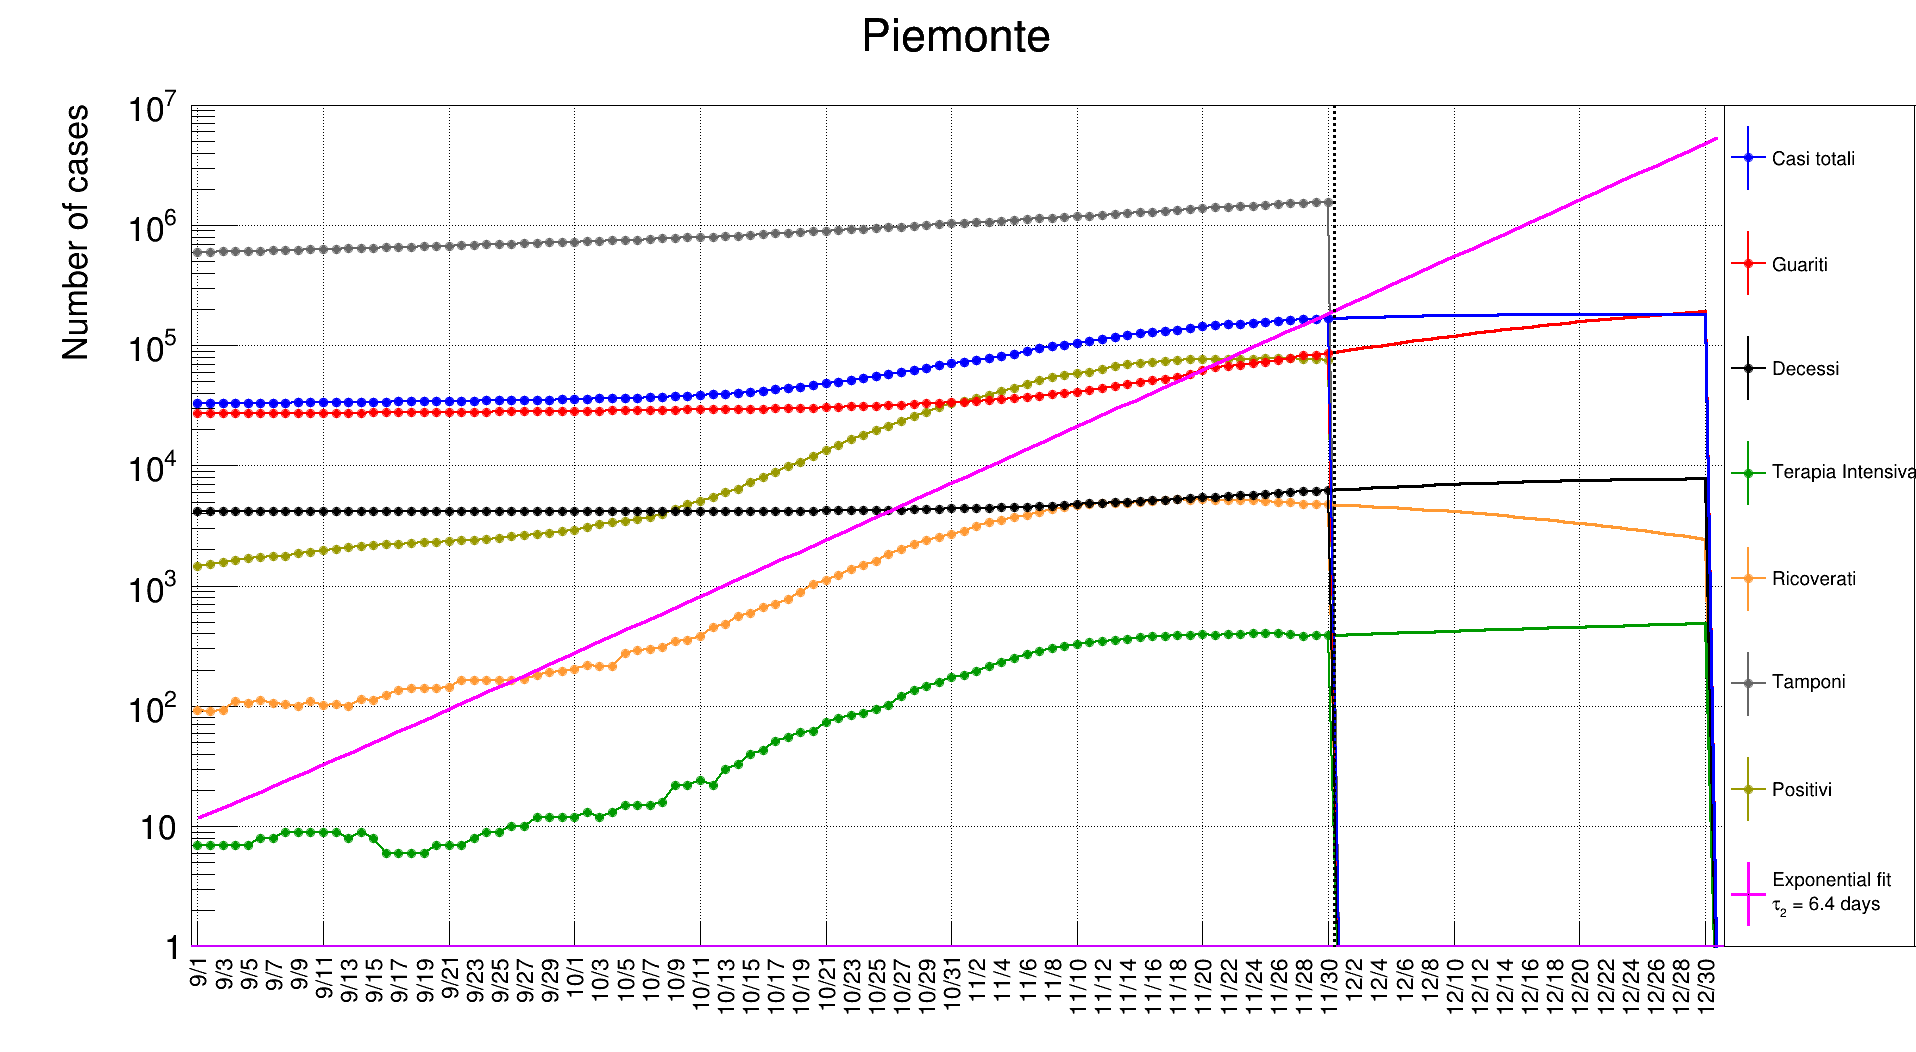 Piemonte
Number of cases
10^7
10^6
10^5
10^4
10^3
10^2
10
1
9/1 9/3 9/5 9/7 9/9 9/11 9/13 9/15 9/17 9/19 9/21 9/23 9/25 9/27 9/29 10/1 10/3 10/5 10/7 10/9 10/11 10/13 10/15 10/17 10/19 10/21 10/23 10/25 10/27 10/29 10/31 11/2 11/4 11/6 11/8 11/10 11/12 11/14 11/16 11/18 11/20 11/22 11/24 11/26 11/28 11/30 12/2 12/4 12/6 12/8 12/10 12/12 12/14 12/16 12/18 12/20 12/22 12/24 12/26 12/28 12/30
Casi totali
Guariti
Decessi
Terapia Intensiva
Ricoverati
Tamponi
Positivi
Exponential fit
τ2 = 6.4 days